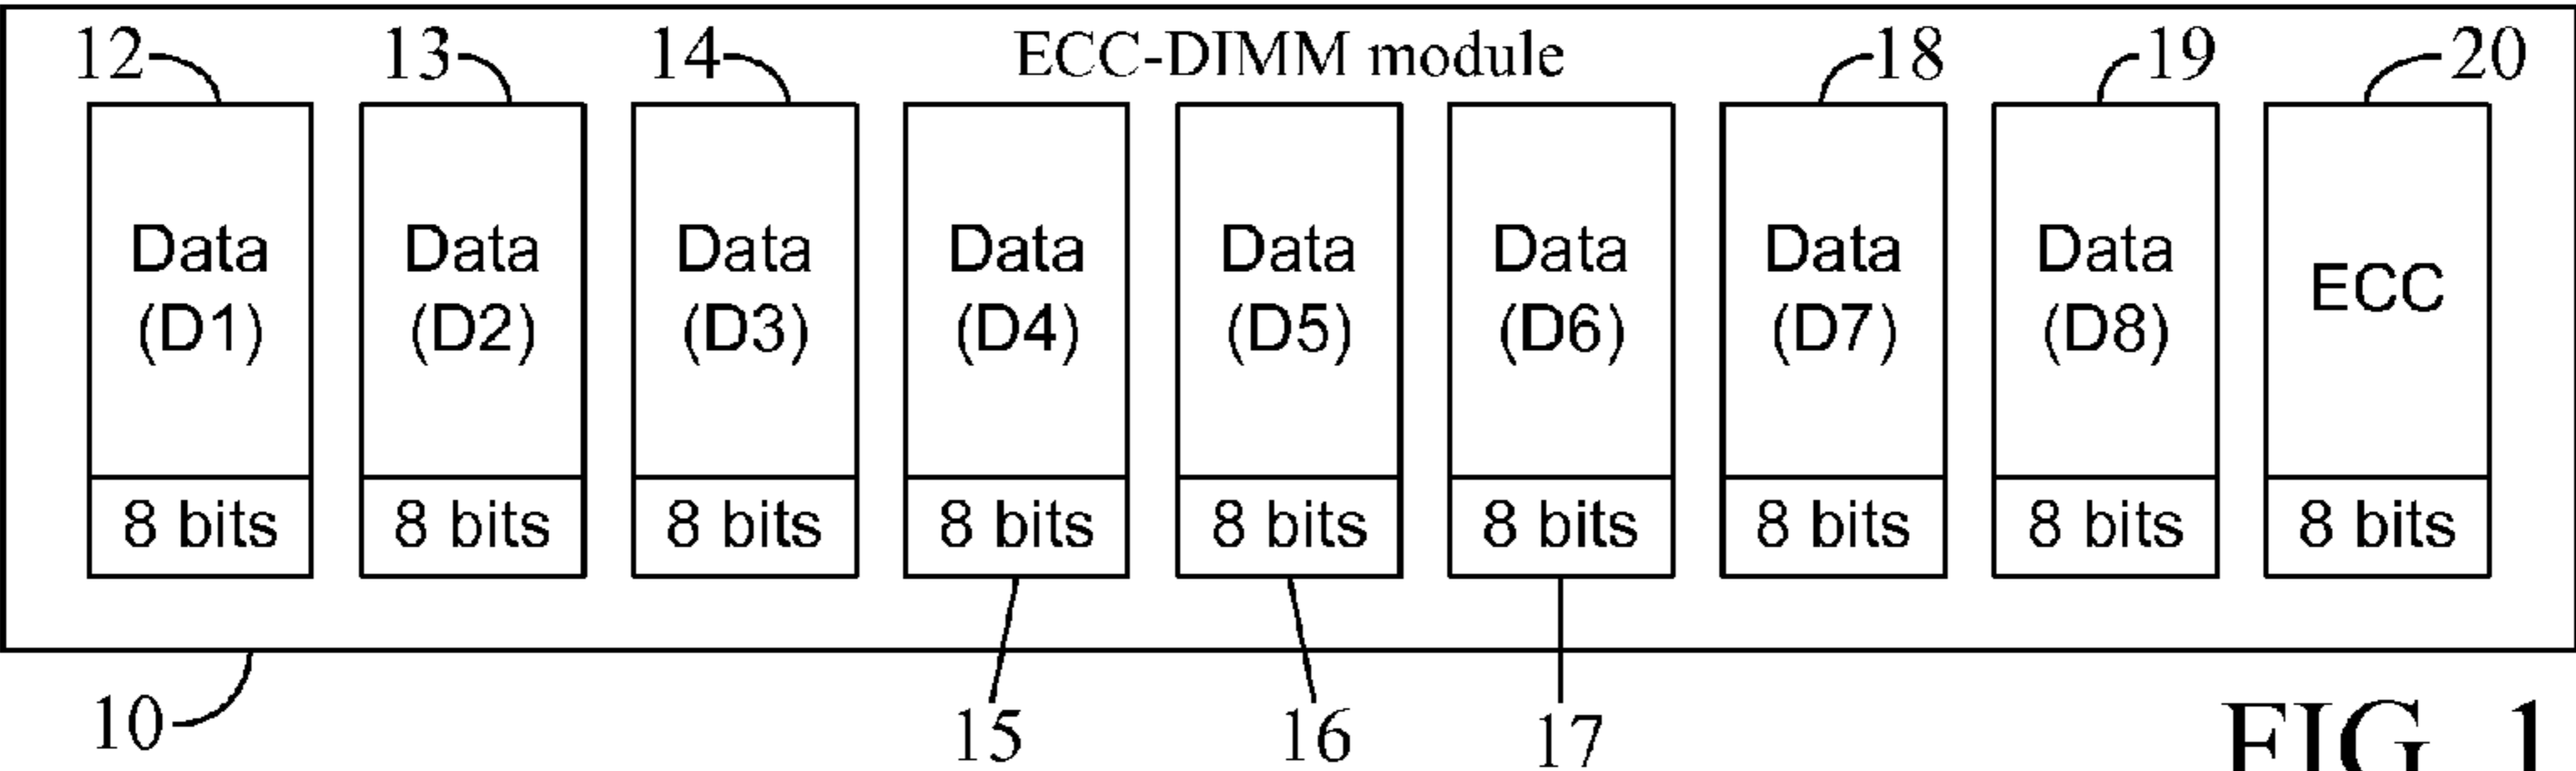 12 13 14 ECC-DIMM module 18 19 20
Data Data Data Data Data Data Data Data ECC
(D1) (D2) (D3) (D4) (D5) (D6) (D7) (D8)
8 bits 8 bits 8 bits 8 bits 8 bits 8 bits 8 bits 8 bits 8 bits
10 15 16 17
FIG. 1